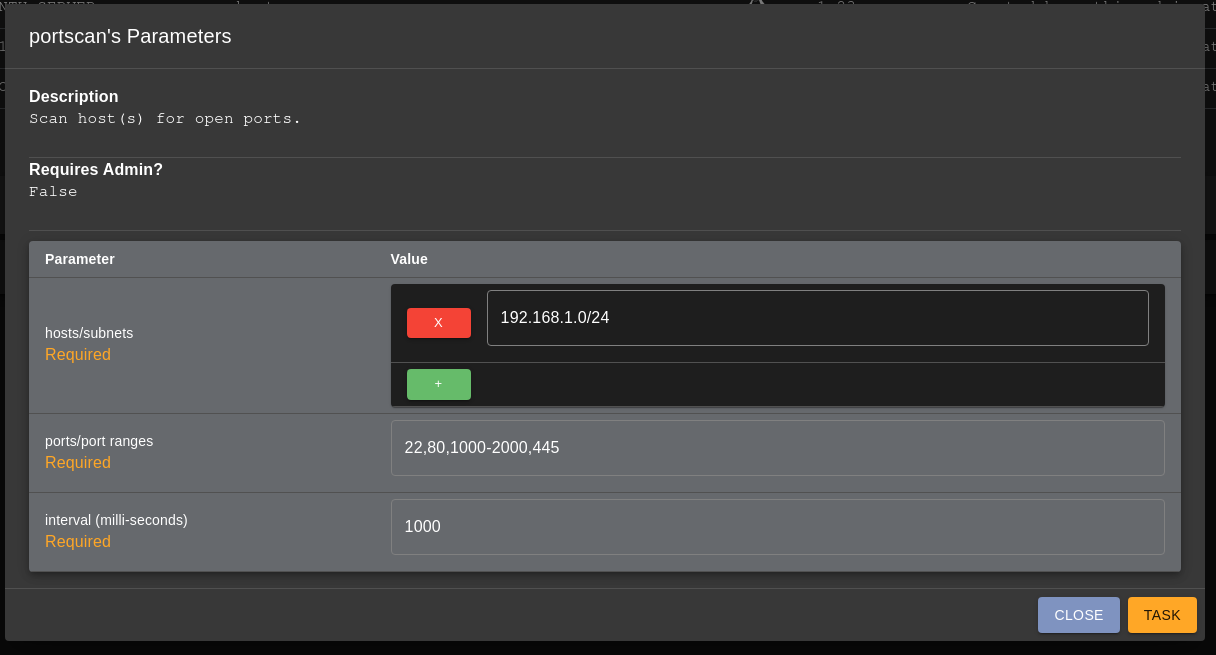 portscan's Parameters
Description
Scan host(s) for open ports.
Requires Admin?
False
Parameter Value
hosts/subnets
Required
X 192.168.1.0/24
+
ports/port ranges
Required
22,80,1000-2000,445
interval (milli-seconds)
Required
1000
CLOSE TASK